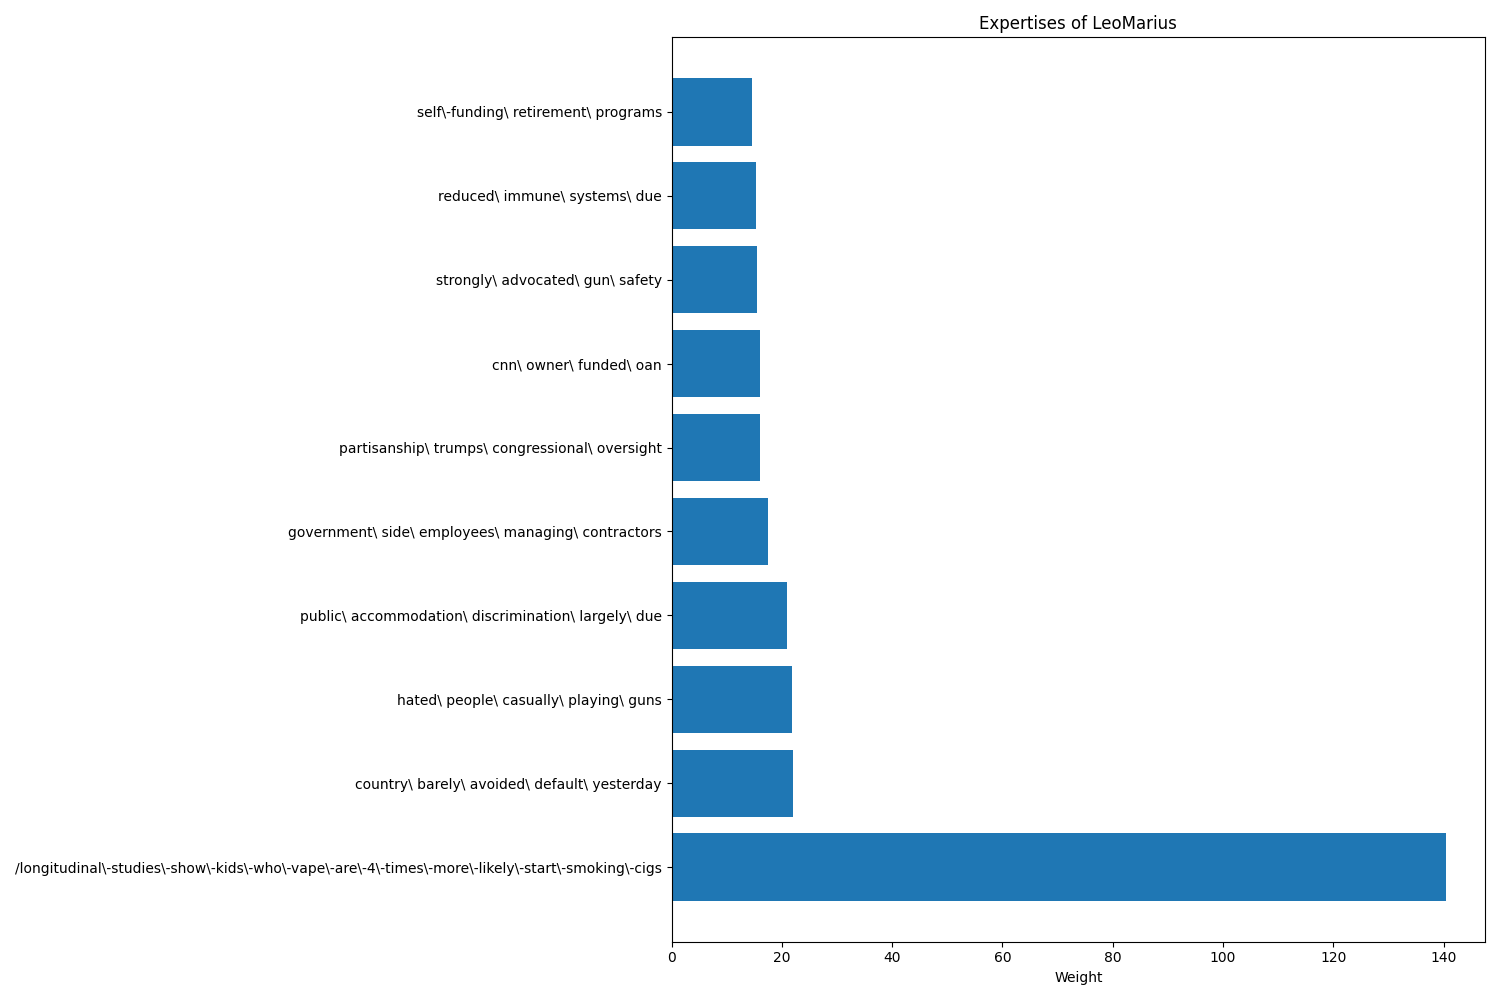 Expertises of LeoMarius
self\-funding\ retirement\ programs
reduced\ immune\ systems\ due
strongly\ advocated\ gun\ safety
cnn\ owner\ funded\ oan
partisanship\ trumps\ congressional\ oversight
government\ side\ employees\ managing\ contractors
public\ accommodation\ discrimination\ largely\ due
hated\ people\ casually\ playing\ guns
country\ barely\ avoided\ default\ yesterday
/longitudinal\-studies\-show\-kids\-who\-vape\-are\-4\-times\-more\-likely\-start\-smoking\-cigs
0 20 40 60 80 100 120 140
Weight